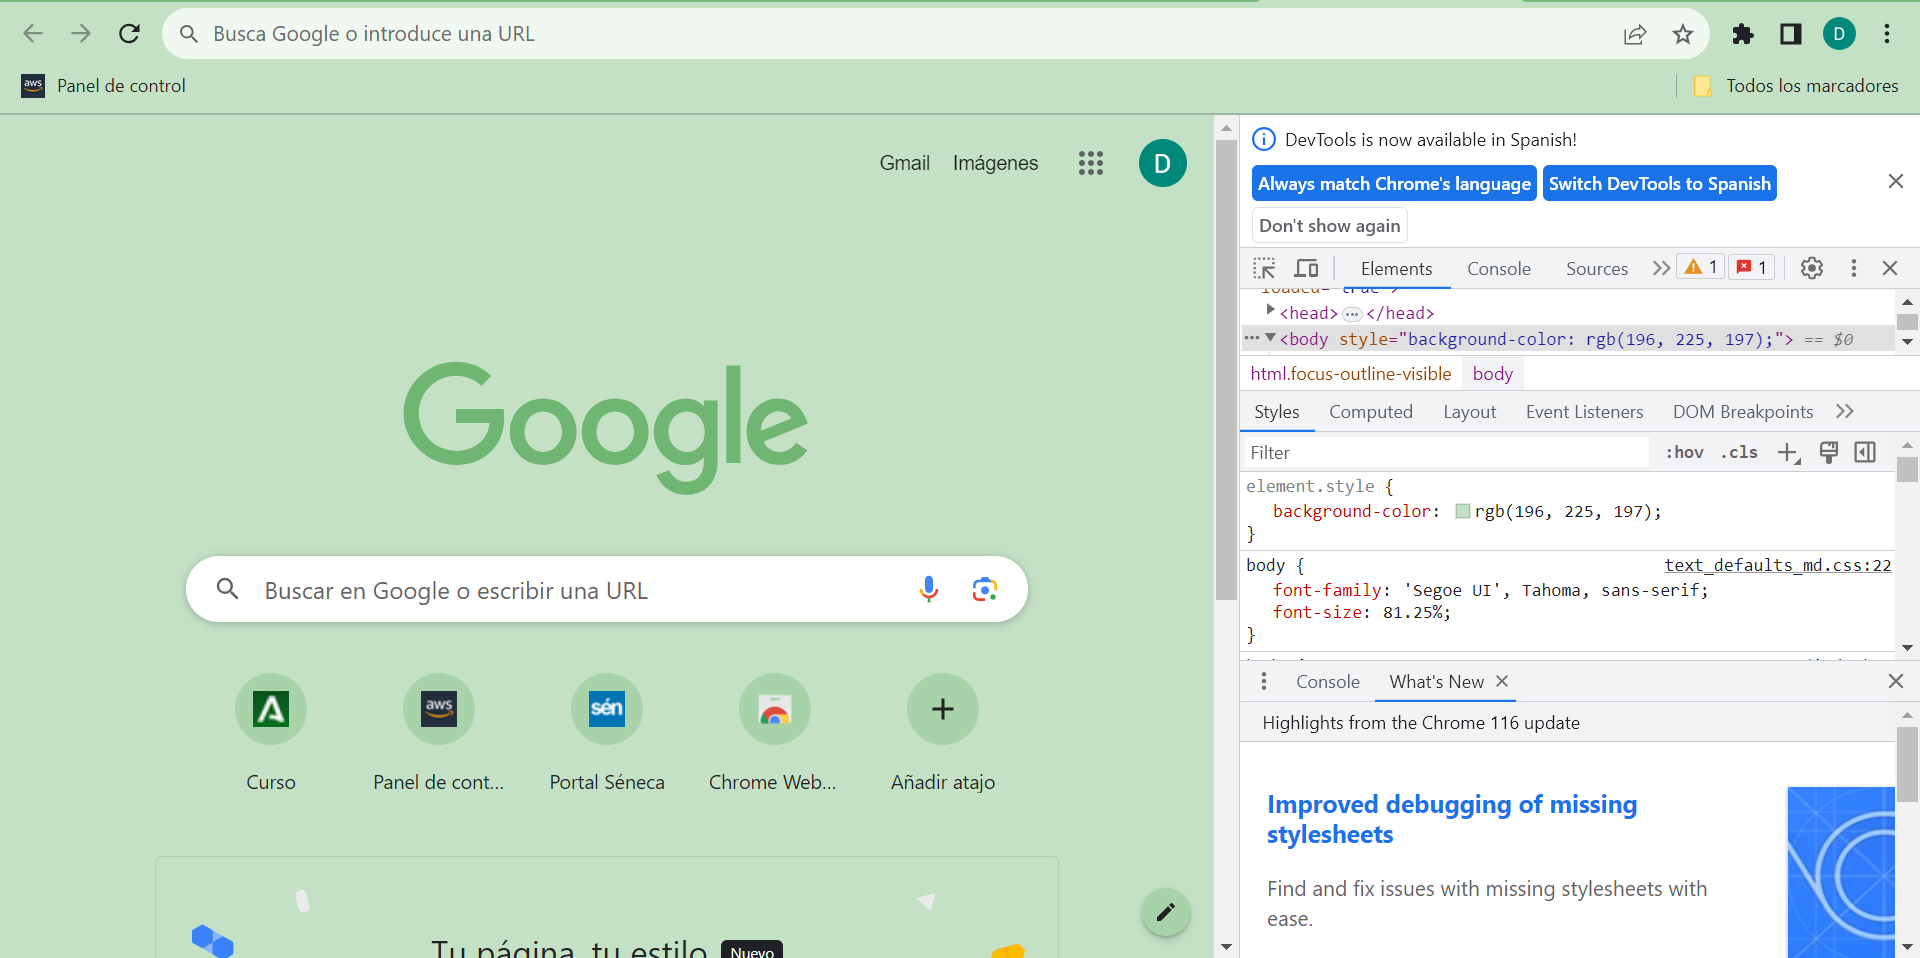 Busca Google o introduce una URL
D
aws
Panel de control
Todos los marcadores
Gmail
Imágenes
D
Google
Buscar en Google o escribir una URL
A
aws
sén
Curso
Panel de cont...
Portal Séneca
Chrome Web...
Añadir atajo
Tu página, tu estilo
Nuevo
DevTools is now available in Spanish!
Always match Chrome's language
Switch DevTools to Spanish
Don't show again
Elements
Console
Sources
1
1
loaded="true">
<head>
</head>
<body style="background-color: rgb(196, 225, 197);"> == $0
html.focus-outline-visible
body
Styles
Computed
Layout
Event Listeners
DOM Breakpoints
Filter
:hov
.cls
element.style {
background-color: rgb(196, 225, 197);
}
body {
text_defaults_md.css:22
font-family: 'Segoe UI', Tahoma, sans-serif;
font-size: 81.25%;
}
Console
What's New
Highlights from the Chrome 116 update
Improved debugging of missing
stylesheets
Find and fix issues with missing stylesheets with
ease.